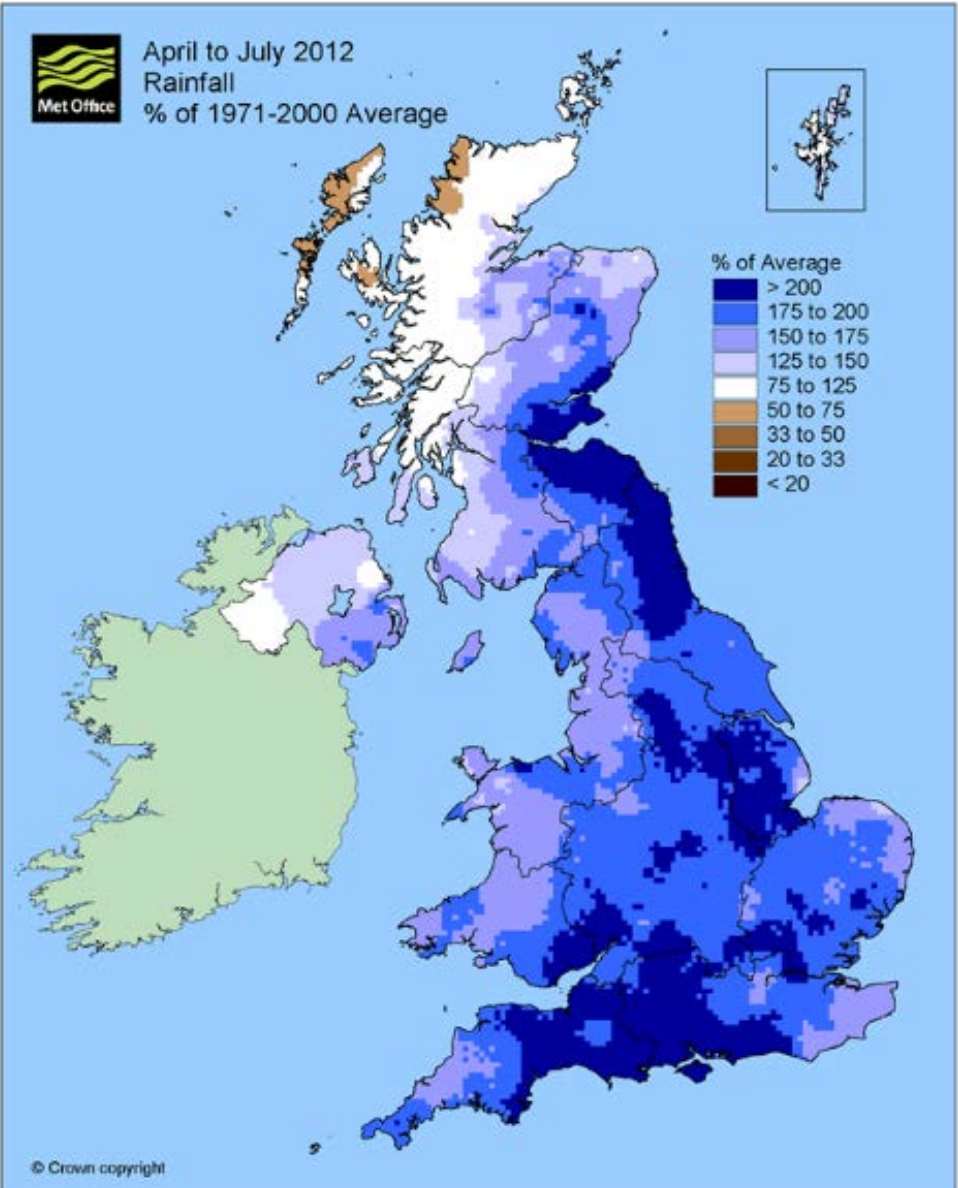 Met Office
April to July 2012
Rainfall
% of 1971-2000 Average
% of Average
> 200
175 to 200
150 to 175
125 to 150
75 to 125
50 to 75
33 to 50
20 to 33
< 20
© Crown copyright